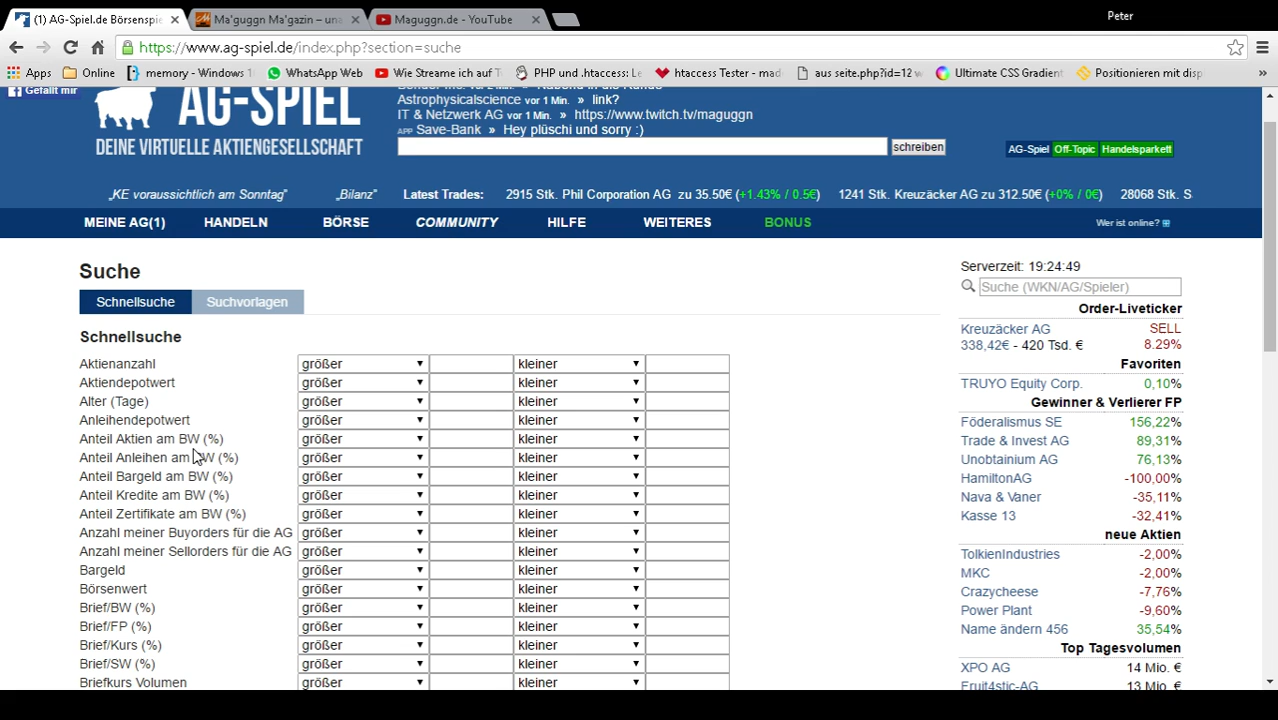 (1) AG-Spiel.de Börsenspie
Ma'guggn Ma'gazin – una
Maguggn.de - YouTube
Peter
https://www.ag-spiel.de/index.php?section=suche
Apps
Online
memory - Windows 1
WhatsApp Web
Wie Streame ich auf T
PHP und .htaccess: Le
htaccess Tester - mad
aus seite.php?id=12 w
Ultimate CSS Gradient
Positionieren mit disp
»
Gefällt mir
AG-SPIEL
DEINE VIRTUELLE AKTIENGESELLSCHAFT
Astrophysicalscience vor 1 Min. » link?
IT & Netzwerk AG vor 1 Min. » https://www.twitch.tv/maguggn
APP Save-Bank » Hey plüschi und sorry :)
schreiben
AG-Spiel Off-Topic Handelsparkett
„KE voraussichtlich am Sonntag" „Bilanz" Latest Trades: 2915 Stk. Phil Corporation AG zu 35.50€ (+1.43% / 0.5€) 1241 Stk. Kreuzäcker AG zu 312.50€ (+0% / 0€) 28068 Stk. S
MEINE AG(1) HANDELN BÖRSE COMMUNITY HILFE WEITERES BONUS Wer ist online?
Suche
Schnellsuche Suchvorlagen
Schnellsuche
Aktienanzahl größer kleiner
Aktiendepotwert größer kleiner
Alter (Tage) größer kleiner
Anleihendepotwert größer kleiner
Anteil Aktien am BW (%) größer kleiner
Anteil Anleihen am BW (%) größer kleiner
Anteil Bargeld am BW (%) größer kleiner
Anteil Kredite am BW (%) größer kleiner
Anteil Zertifikate am BW (%) größer kleiner
Anzahl meiner Buyorders für die AG größer kleiner
Anzahl meiner Sellorders für die AG größer kleiner
Bargeld größer kleiner
Börsenwert größer kleiner
Brief/BW (%) größer kleiner
Brief/FP (%) größer kleiner
Brief/Kurs (%) größer kleiner
Brief/SW (%) größer kleiner
Briefkurs Volumen größer kleiner
Serverzeit: 19:24:49
Suche (WKN/AG/Spieler)
Order-Liveticker
Kreuzäcker AG SELL
338,42€ - 420 Tsd. € 8.29%
Favoriten
TRUYO Equity Corp. 0,10%
Gewinner & Verlierer FP
Föderalismus SE 156,22%
Trade & Invest AG 89,31%
Unobtainium AG 76,13%
HamiltonAG -100,00%
Nava & Vaner -35,11%
Kasse 13 -32,41%
neue Aktien
TolkienIndustries -2,00%
MKC -2,00%
Crazycheese -7,76%
Power Plant -9,60%
Name ändern 456 35,54%
Top Tagesvolumen
XPO AG 14 Mio. €
Fruit4stic-AG 13 Mio. €